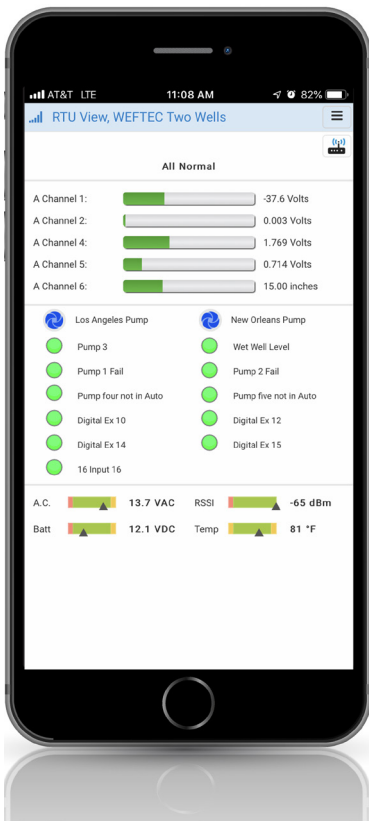 AT&T LTE 11:08 AM 82%
RTU View, WEFTEC Two Wells
All Normal
A Channel 1: -37.6 Volts
A Channel 2: 0.003 Volts
A Channel 4: 1.769 Volts
A Channel 5: 0.714 Volts
A Channel 6: 15.00 inches
Los Angeles Pump New Orleans Pump
Pump 3 Wet Well Level
Pump 1 Fail Pump 2 Fail
Pump four not in Auto Pump five not in Auto
Digital Ex 10 Digital Ex 12
Digital Ex 14 Digital Ex 15
16 Input 16
A.C. 13.7 VAC RSSI -65 dBm
Batt 12.1 VDC Temp 81 °F